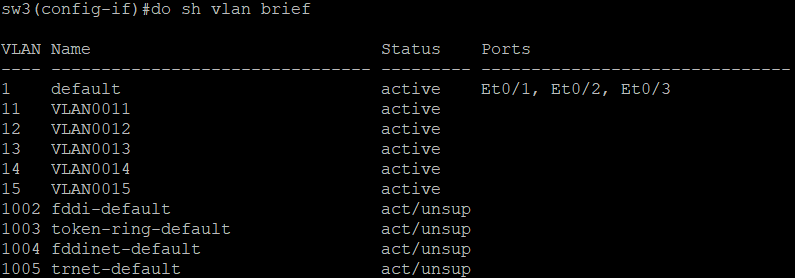 sw3(config-if)#do sh vlan brief
VLAN Name                             Status    Ports
---- -------------------------------- --------- -------------------------------
1    default                          active    Et0/1, Et0/2, Et0/3
11   VLAN0011                         active
12   VLAN0012                         active
13   VLAN0013                         active
14   VLAN0014                         active
15   VLAN0015                         active
1002 fddi-default                     act/unsup
1003 token-ring-default               act/unsup
1004 fddinet-default                  act/unsup
1005 trnet-default                    act/unsup